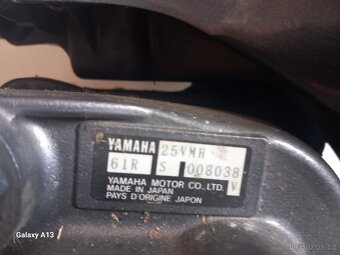 YAMAHA 25VMH
61R S 008038
V
YAMAHA MOTOR CO.,LTD.
MADE IN JAPAN
PAYS D'ORIGINE JAPON
Galaxy A13